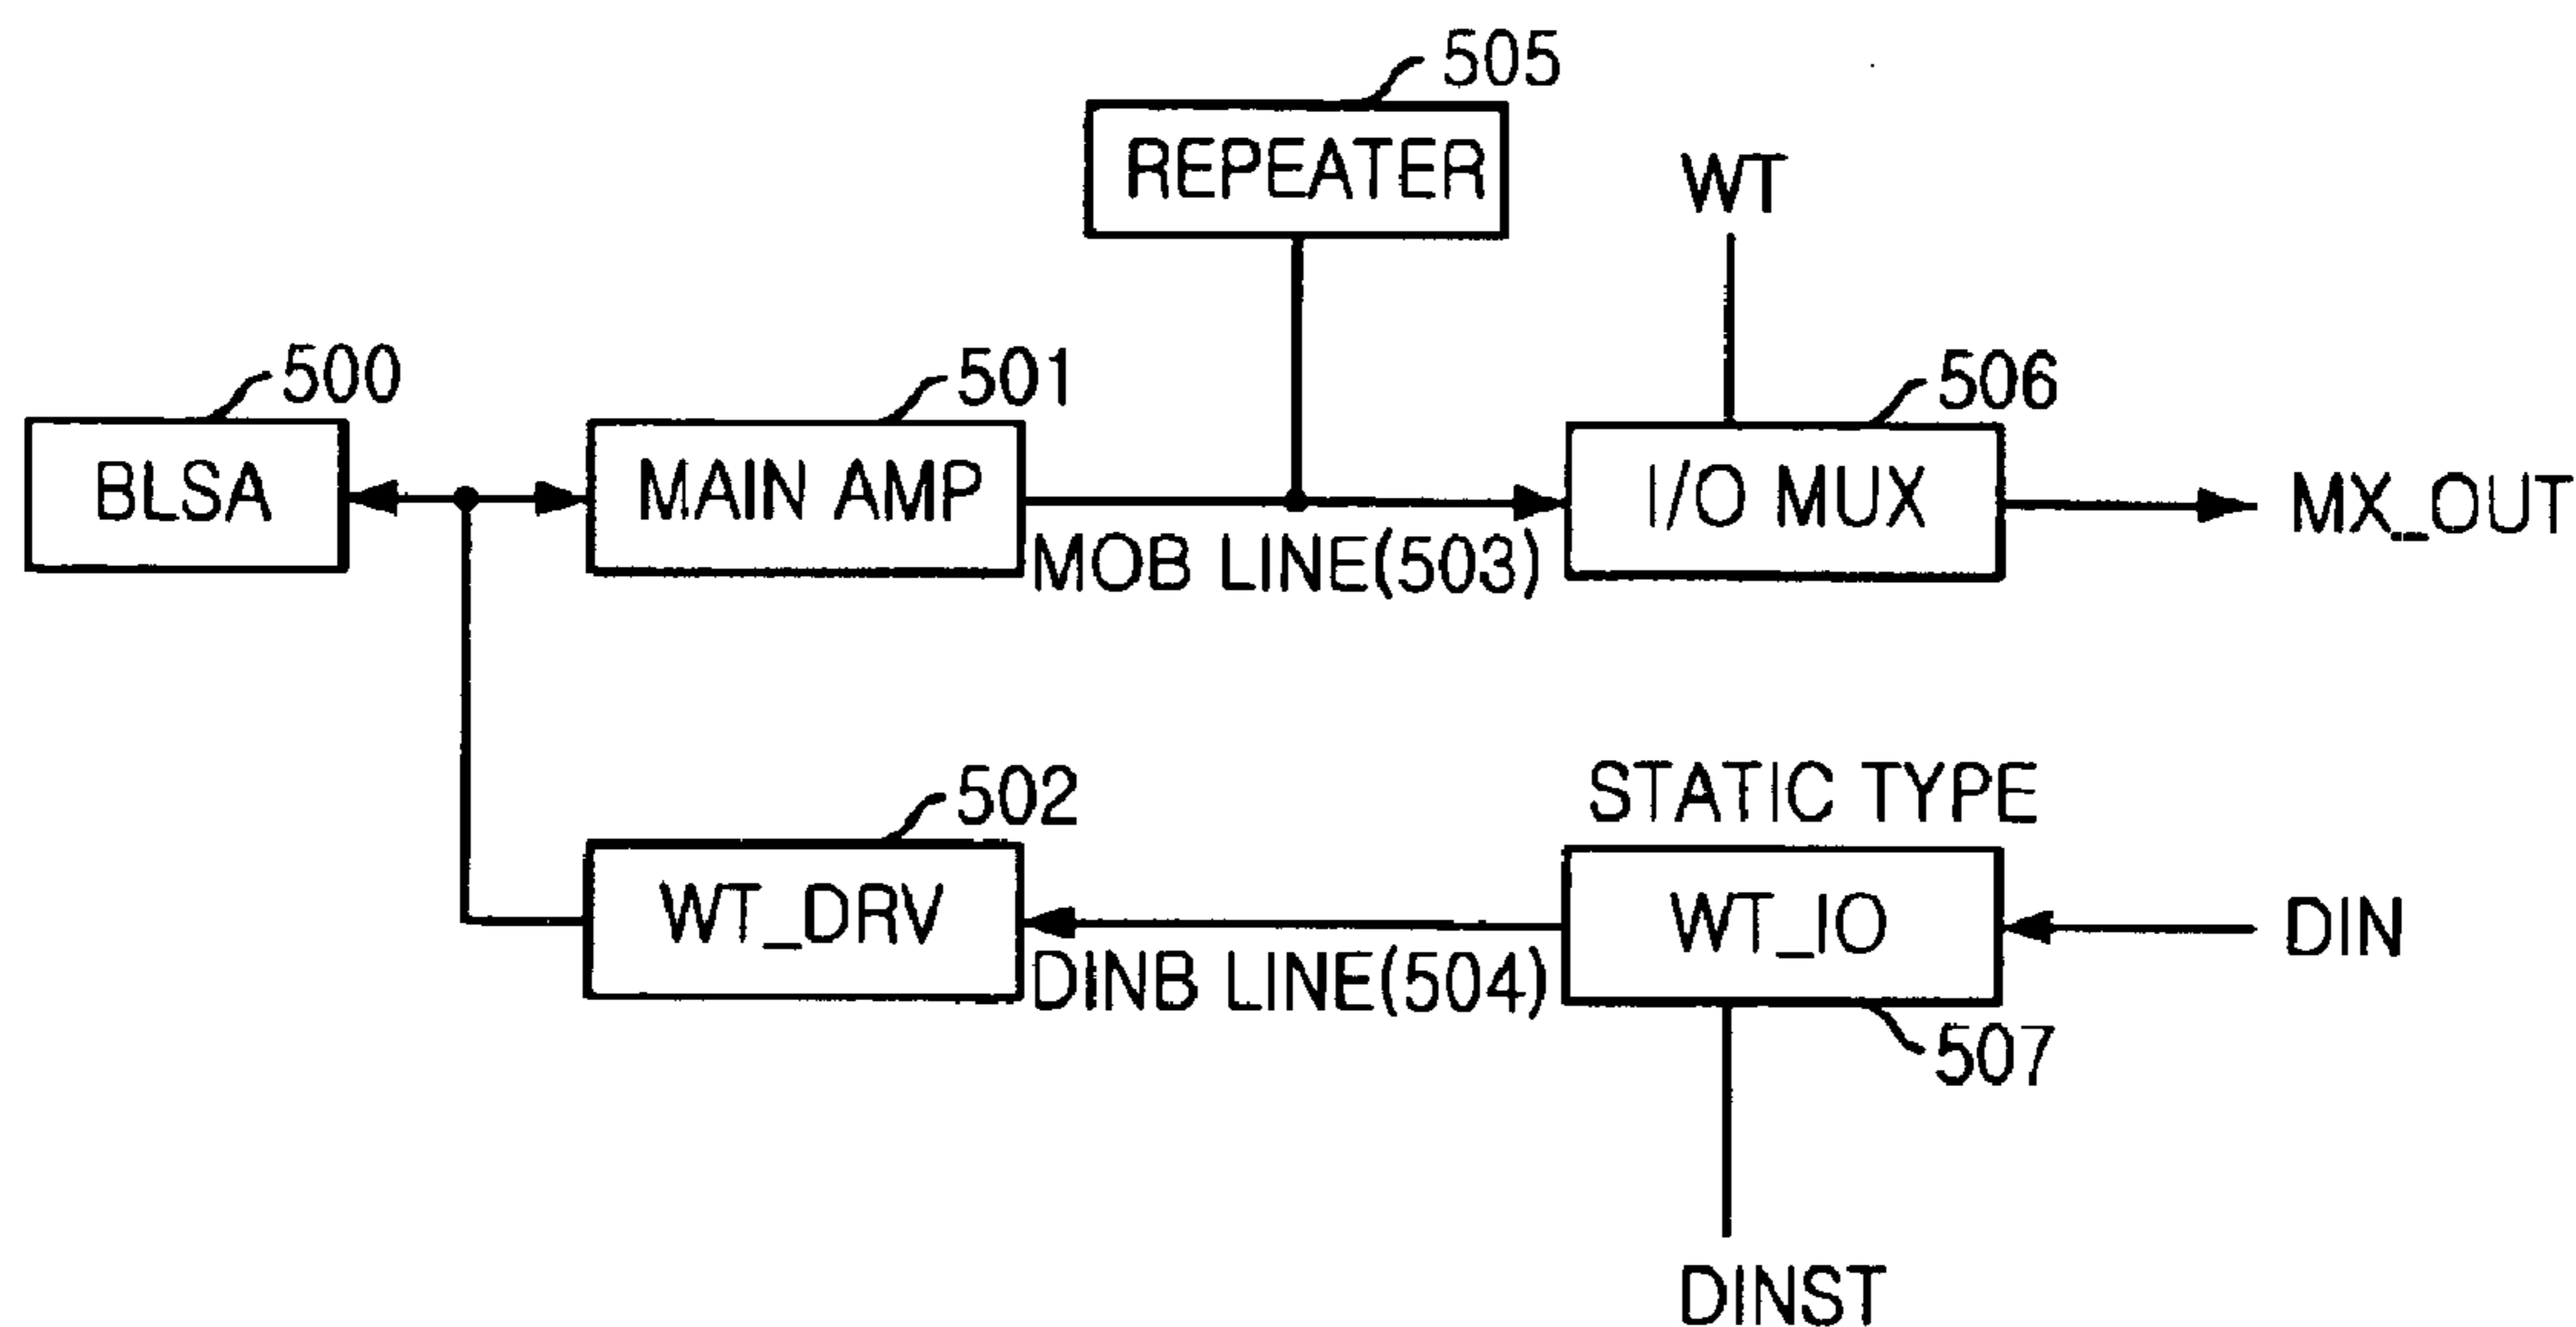 505
REPEATER
WT
500
501
506
BLSA
MAIN AMP
I/O MUX
MX_OUT
MOB LINE(503)
502
STATIC TYPE
WT_DRV
WT_IO
DIN
DINB LINE(504)
507
DINST